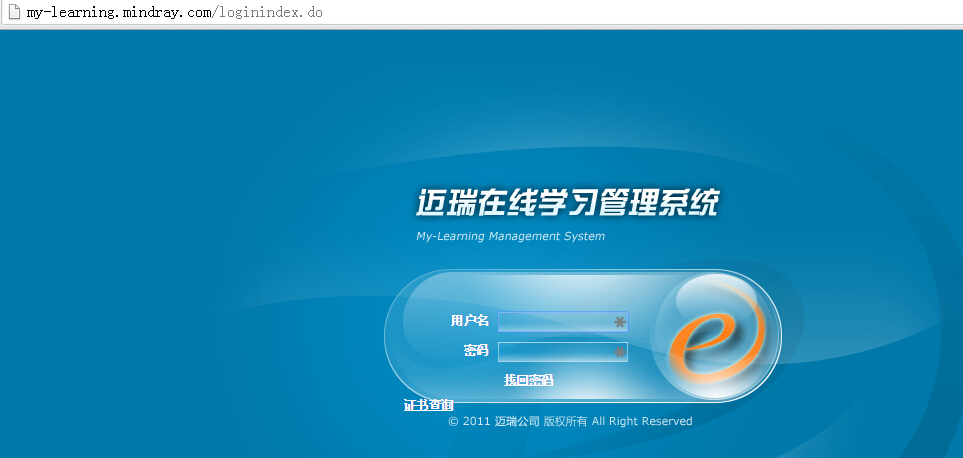 my-learning.mindray.com/loginindex.do
迈瑞在线学习管理系统
My-Learning Management System
用户名
密码
找回密码
证书查询
© 2011 迈瑞公司 版权所有 All Right Reserved